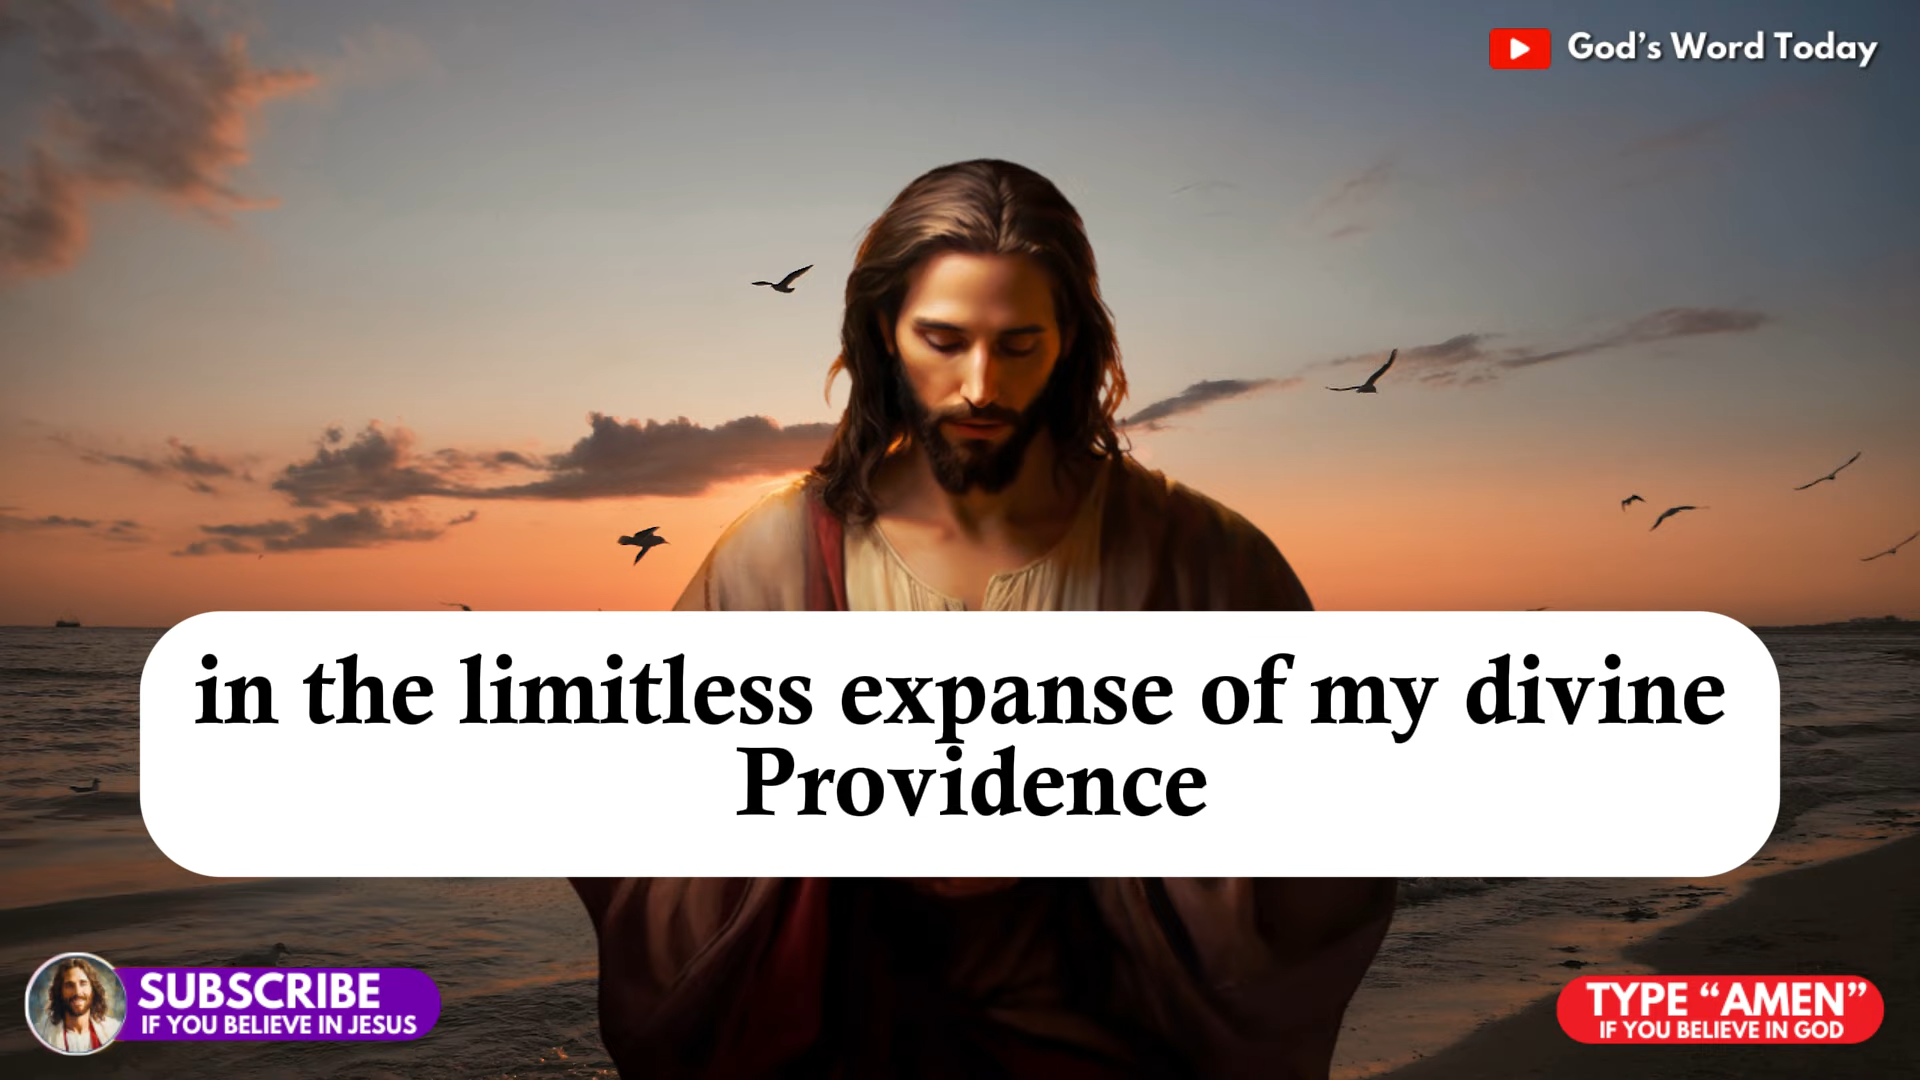 God's Word Today
in the limitless expanse of my divine
Providence
SUBSCRIBE
IF YOU BELIEVE IN JESUS
TYPE “AMEN”
IF YOU BELIEVE IN GOD